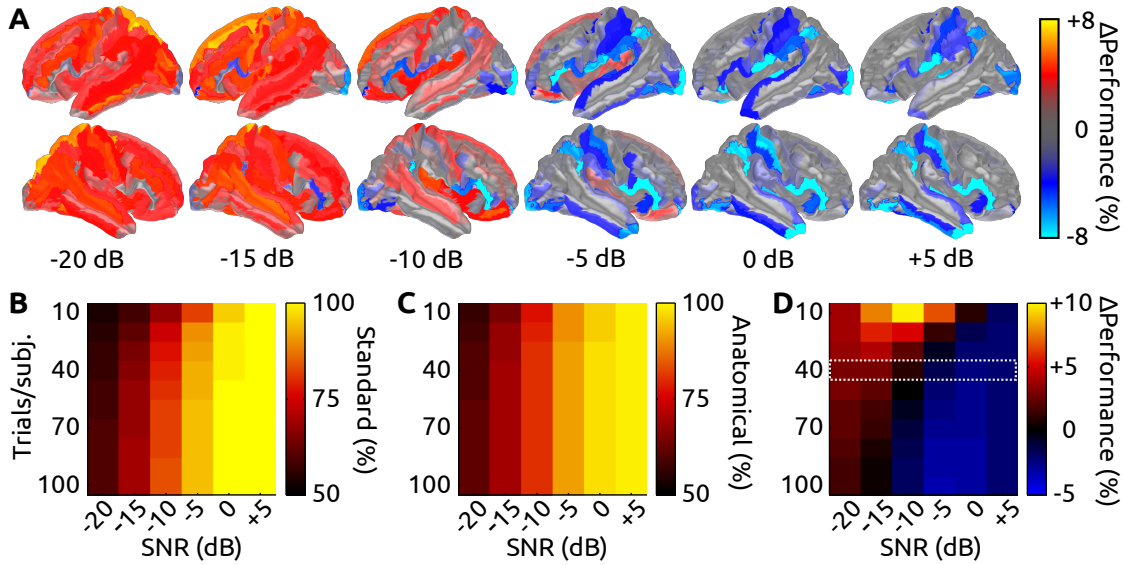 A
+8
0
-8
ΔPerformance (%)
-20 dB
-15 dB
-10 dB
-5 dB
0 dB
+5 dB
B
10
40
70
100
Trials/subj.
-20
-15
-10
-5
0
+5
SNR (dB)
100
75
50
Standard (%)
C
10
40
70
100
-20
-15
-10
-5
0
+5
SNR (dB)
100
75
50
Anatomical (%)
D
10
40
70
100
-20
-15
-10
-5
0
+5
SNR (dB)
+10
+5
0
-5
ΔPerformance (%)